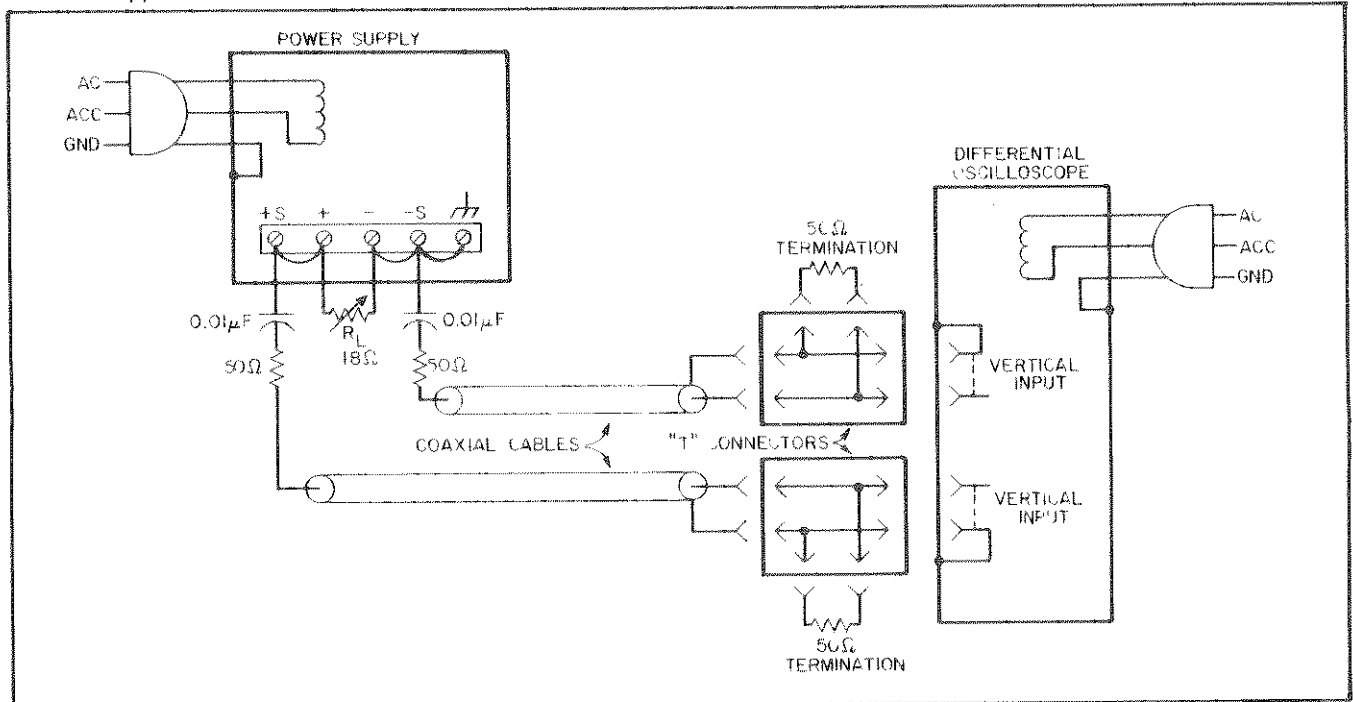 POWER SUPPLY
AC
ACC
GND
+S + - -S
DIFFERENTIAL
OSCILLOSCOPE
AC
ACC
GND
50Ω
TERMINATION
0.01μF
R_L
18Ω
0.01μF
50Ω
50Ω
VERTICAL
INPUT
COAXIAL CABLES
"T" CONNECTORS
VERTICAL
INPUT
50Ω
TERMINATION